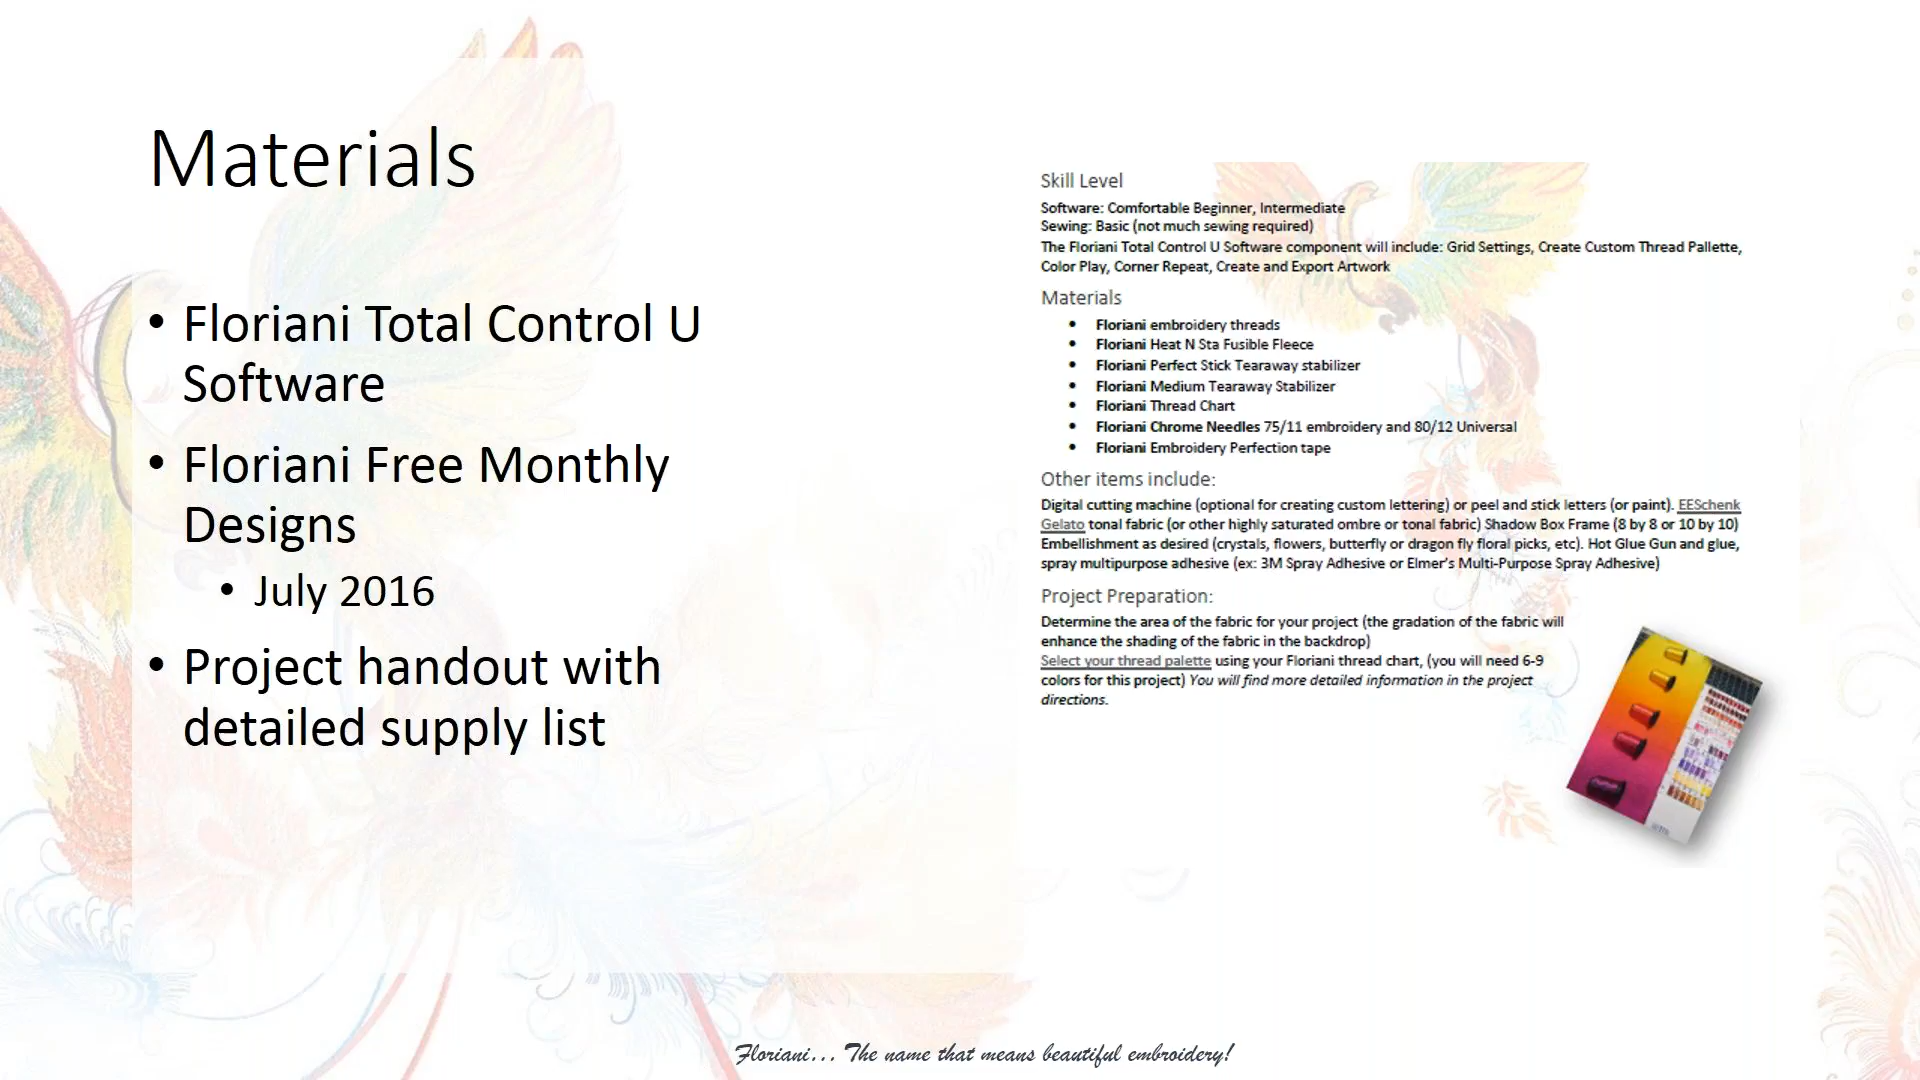 Materials
• Floriani Total Control U
Software
• Floriani Free Monthly
Designs
• July 2016
• Project handout with
detailed supply list
Skill Level
Software: Comfortable Beginner, Intermediate
Sewing: Basic (not much sewing required)
The Floriani Total Control U Software component will include: Grid Settings, Create Custom Thread Pallette,
Color Play, Corner Repeat, Create and Export Artwork
Materials
• Floriani embroidery threads
• Floriani Heat N Sta Fusible Fleece
• Floriani Perfect Stick Tearaway stabilizer
• Floriani Medium Tearaway Stabilizer
• Floriani Thread Chart
• Floriani Chrome Needles 75/11 embroidery and 80/12 Universal
• Floriani Embroidery Perfection tape
Other items include:
Digital cutting machine (optional for creating custom lettering) or peel and stick letters (or paint). EESchenk
Gelato tonal fabric (or other highly saturated ombre or tonal fabric) Shadow Box Frame (8 by 8 or 10 by 10)
Embellishment as desired (crystals, flowers, butterfly or dragon fly floral picks, etc). Hot Glue Gun and glue,
spray multipurpose adhesive (ex: 3M Spray Adhesive or Elmer's Multi-Purpose Spray Adhesive)
Project Preparation:
Determine the area of the fabric for your project (the gradation of the fabric will
enhance the shading of the fabric in the backdrop)
Select your thread palette using your Floriani thread chart, (you will need 6-9
colors for this project) You will find more detailed information in the project
directions.
Floriani... The name that means beautiful embroidery!